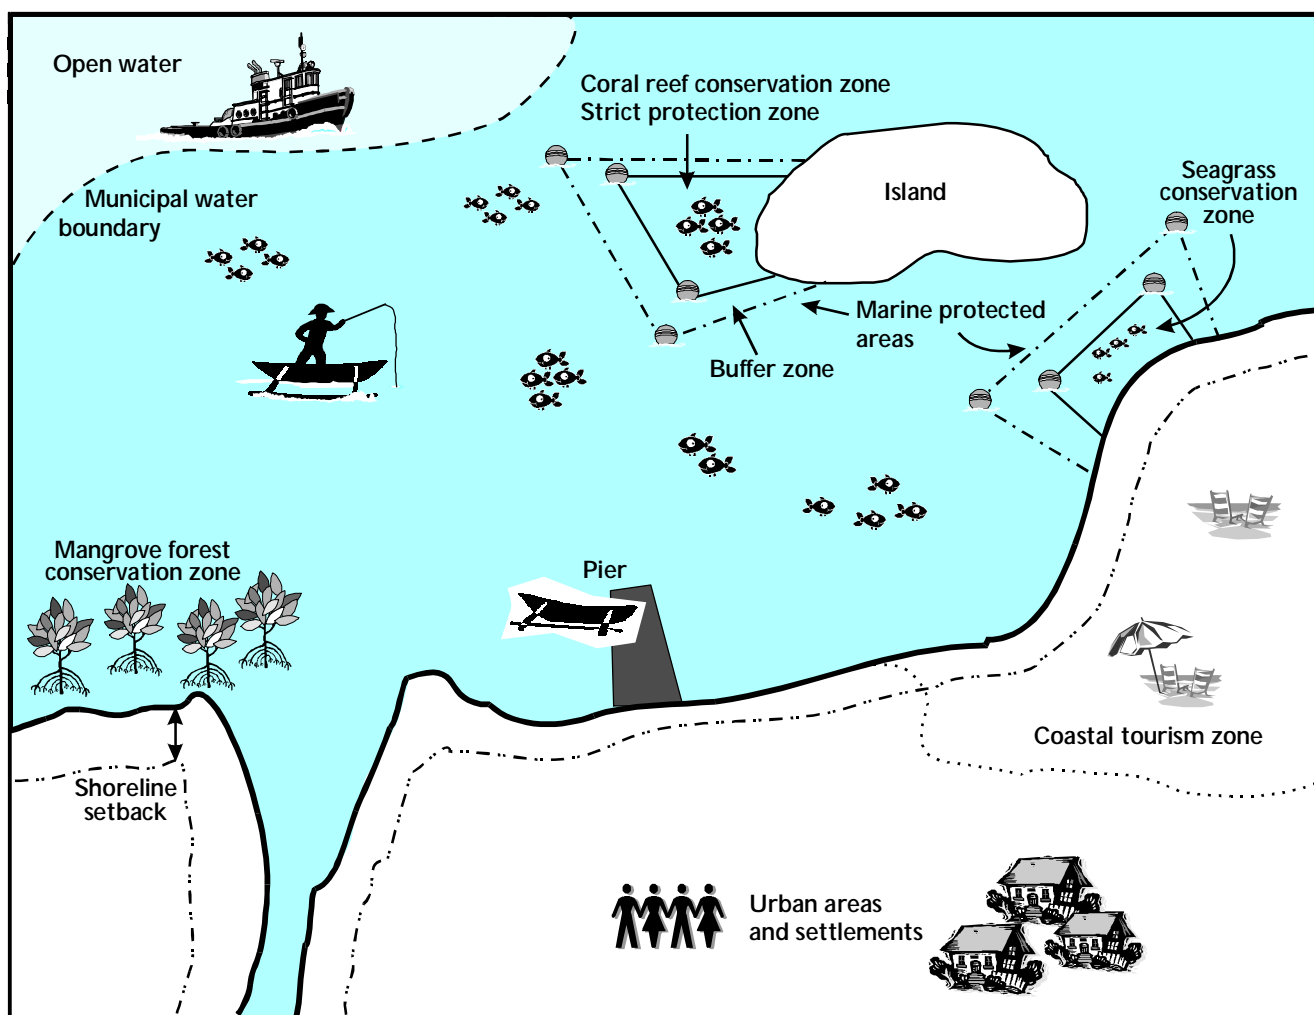 Open water
Coral reef conservation zone
Strict protection zone
Municipal water
boundary
Island
Seagrass
conservation
zone
Marine protected
areas
Buffer zone
Mangrove forest
conservation zone
Pier
Shoreline
setback
Coastal tourism zone
Urban areas
and settlements